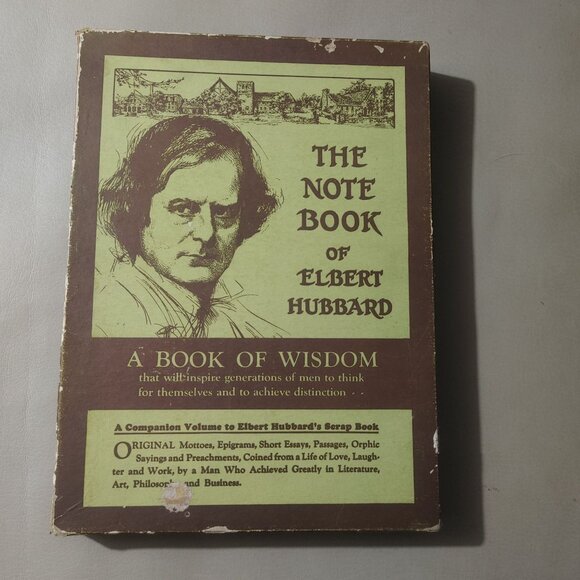 THE
NOTE
BOOK
OF
ELBERT
HUBBARD
A BOOK OF WISDOM
that will inspire generations of men to think
for themselves and to achieve distinction
A Companion Volume to Elbert Hubbard's Scrap Book
ORIGINAL Mottoes, Epigrams, Short Essays, Passages, Orphic
Sayings and Preachments, Coined from a Life of Love, Laugh-
ter and Work, by a Man Who Achieved Greatly in Literature,
Art, Philosophy and Business.